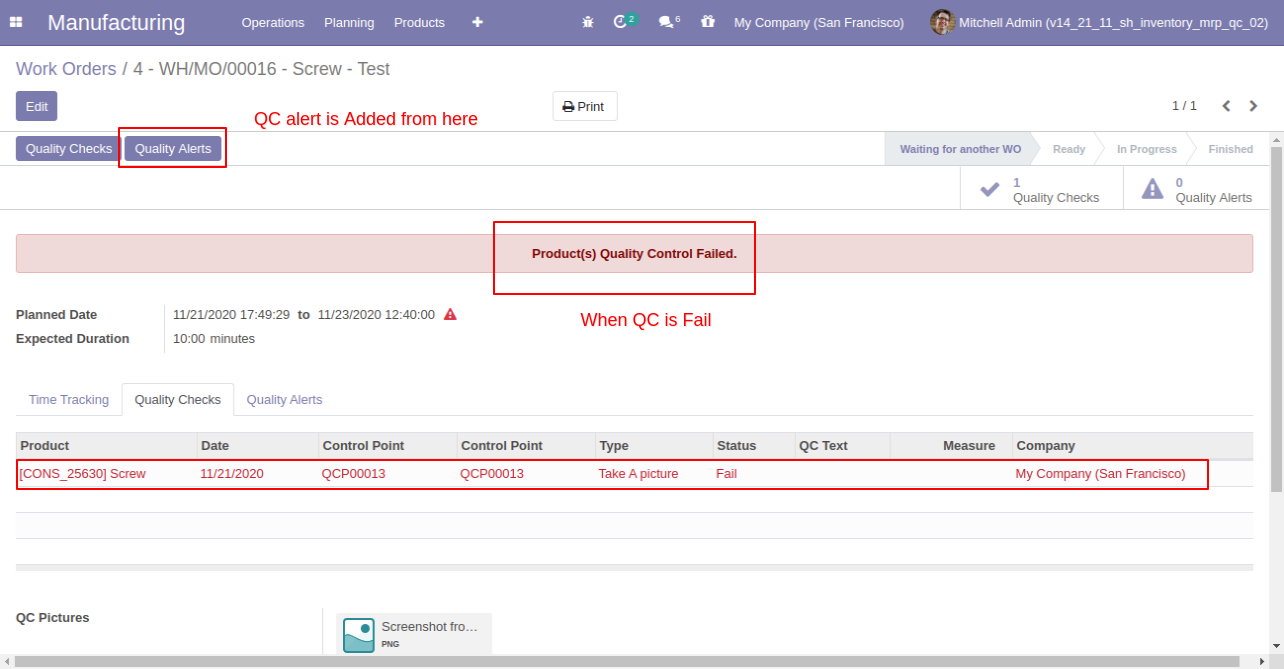 Manufacturing Operations Planning Products 2 6 My Company (San Francisco) Mitchell Admin (v14_21_11_sh_inventory_mrp_qc_02)
Work Orders / 4 - WH/MO/00016 - Screw - Test
Edit Print 1 / 1
QC alert is Added from here
Quality Checks Quality Alerts Waiting for another WO Ready In Progress Finished
1 Quality Checks
0 Quality Alerts
Product(s) Quality Control Failed.
When QC is Fail
Planned Date 11/21/2020 17:49:29 to 11/23/2020 12:40:00
Expected Duration 10:00 minutes
Time Tracking Quality Checks Quality Alerts
Product Date Control Point Control Point Type Status QC Text Measure Company
[CONS_25630] Screw 11/21/2020 QCP00013 QCP00013 Take A picture Fail My Company (San Francisco)
QC Pictures Screenshot fro...
PNG